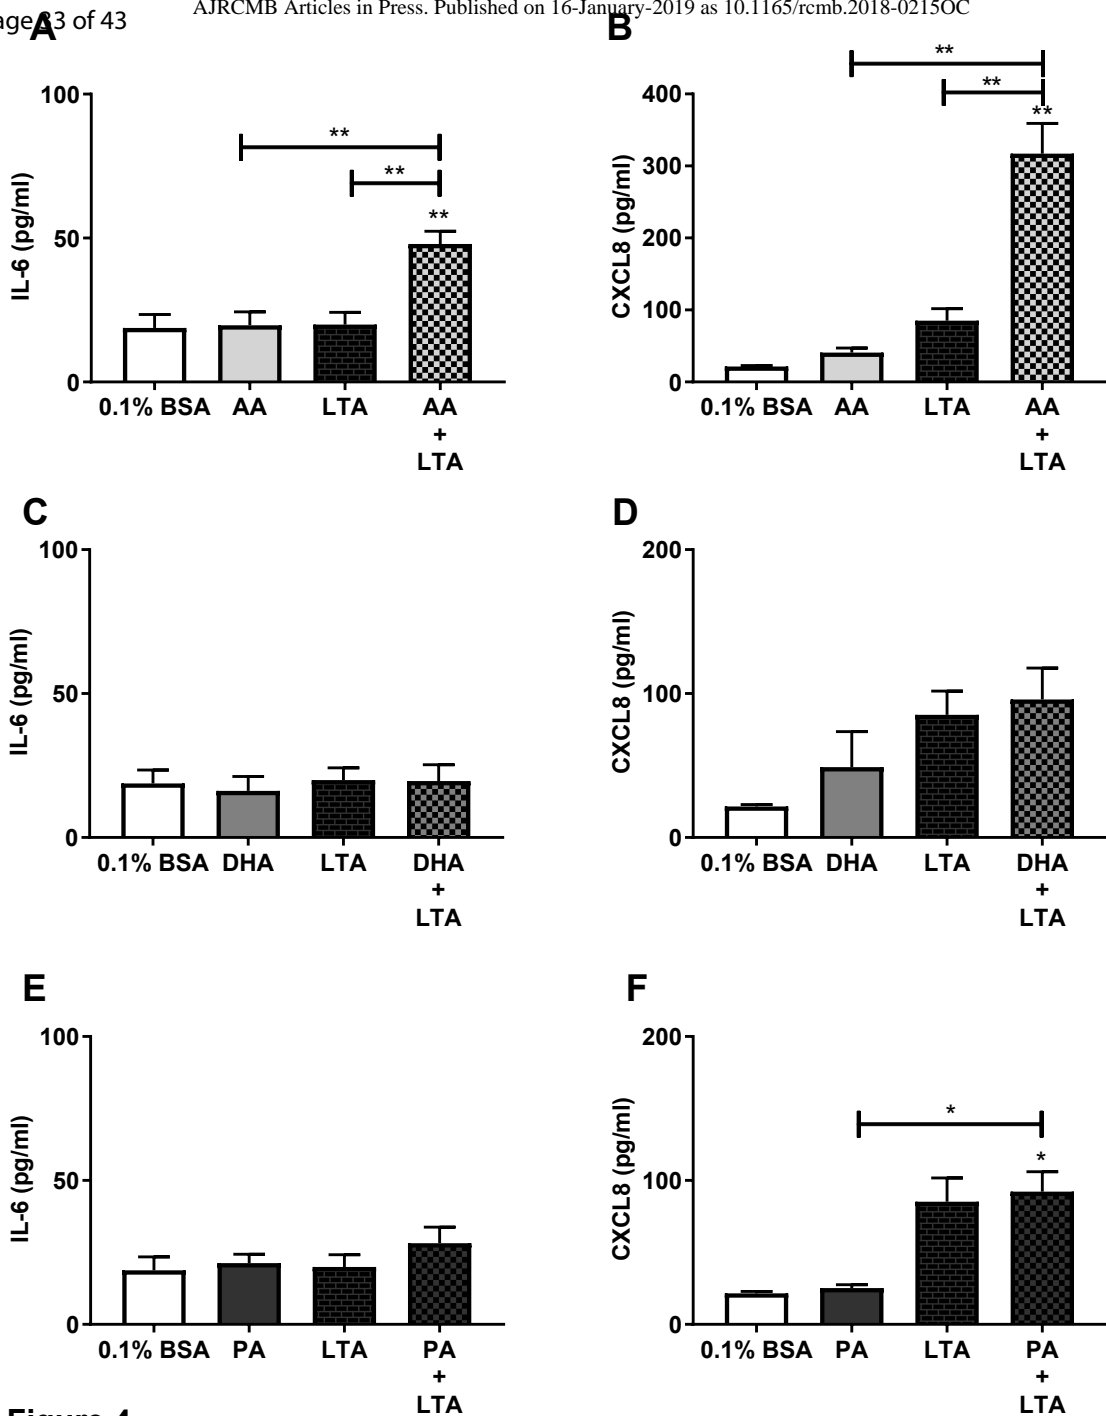 AJRCMB Articles in Press. Published on 16-January-2019 as 10.1165/rcmb.2018-0215OC
of 43
A
B
100
50
0
IL-6 (pg/ml)
**
**
**
0.1% BSA AA LTA AA
+
LTA
400
300
200
100
0
CXCL8 (pg/ml)
**
**
**
0.1% BSA AA LTA AA
+
LTA
C
D
100
50
0
IL-6 (pg/ml)
0.1% BSA DHA LTA DHA
+
LTA
200
100
0
CXCL8 (pg/ml)
0.1% BSA DHA LTA DHA
+
LTA
E
F
100
50
0
IL-6 (pg/ml)
0.1% BSA PA LTA PA
+
LTA
200
100
0
CXCL8 (pg/ml)
*
*
0.1% BSA PA LTA PA
+
LTA